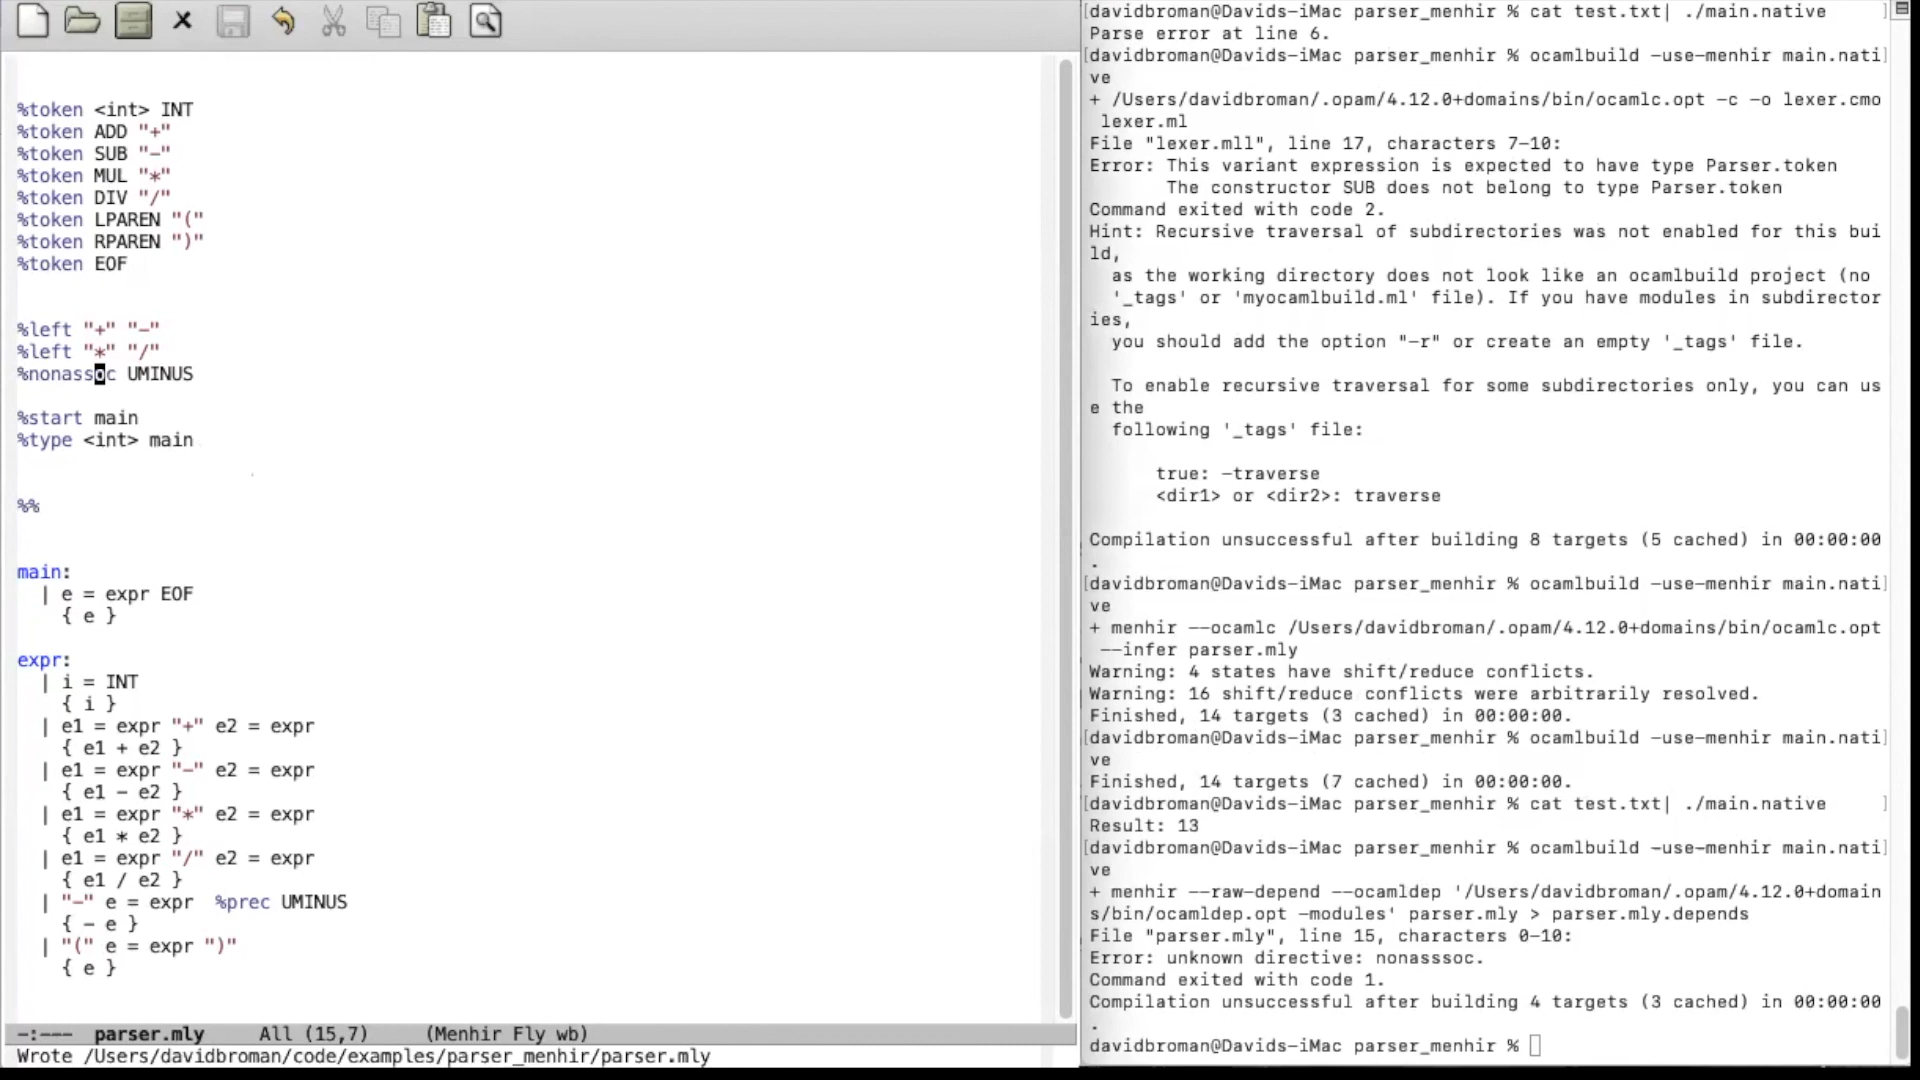 %token <int> INT
%token ADD "+"
%token SUB "-"
%token MUL "*"
%token DIV "/"
%token LPAREN "("
%token RPAREN ")"
%token EOF
%left "+" "-"
%left "*" "/"
%nonassoc UMINUS
%start main
%type <int> main
%%
main:
| e = expr EOF
{ e }
expr:
| i = INT
{ i }
| e1 = expr "+" e2 = expr
{ e1 + e2 }
| e1 = expr "-" e2 = expr
{ e1 - e2 }
| e1 = expr "*" e2 = expr
{ e1 * e2 }
| e1 = expr "/" e2 = expr
{ e1 / e2 }
| "-" e = expr  %prec UMINUS
{ - e }
| "(" e = expr ")"
{ e }
-:---  parser.mly     All (15,7)     (Menhir Fly wb)
Wrote /Users/davidbroman/code/examples/parser_menhir/parser.mly
[davidbroman@Davids-iMac parser_menhir % cat test.txt| ./main.native ]
Parse error at line 6.
[davidbroman@Davids-iMac parser_menhir % ocamlbuild -use-menhir main.nati]
ve
+ /Users/davidbroman/.opam/4.12.0+domains/bin/ocamlc.opt -c -o lexer.cmo
lexer.ml
File "lexer.mll", line 17, characters 7-10:
Error: This variant expression is expected to have type Parser.token
The constructor SUB does not belong to type Parser.token
Command exited with code 2.
Hint: Recursive traversal of subdirectories was not enabled for this bui
ld,
as the working directory does not look like an ocamlbuild project (no
'_tags' or 'myocamlbuild.ml' file). If you have modules in subdirector
ies,
you should add the option "-r" or create an empty '_tags' file.
To enable recursive traversal for some subdirectories only, you can us
e the
following '_tags' file:
true: -traverse
<dir1> or <dir2>: traverse
Compilation unsuccessful after building 8 targets (5 cached) in 00:00:00
.
[davidbroman@Davids-iMac parser_menhir % ocamlbuild -use-menhir main.nati]
ve
+ menhir --ocamlc /Users/davidbroman/.opam/4.12.0+domains/bin/ocamlc.opt
--infer parser.mly
Warning: 4 states have shift/reduce conflicts.
Warning: 16 shift/reduce conflicts were arbitrarily resolved.
Finished, 14 targets (3 cached) in 00:00:00.
[davidbroman@Davids-iMac parser_menhir % ocamlbuild -use-menhir main.nati]
ve
Finished, 14 targets (7 cached) in 00:00:00.
[davidbroman@Davids-iMac parser_menhir % cat test.txt| ./main.native ]
Result: 13
[davidbroman@Davids-iMac parser_menhir % ocamlbuild -use-menhir main.nati]
ve
+ menhir --raw-depend --ocamldep '/Users/davidbroman/.opam/4.12.0+domain
s/bin/ocamldep.opt -modules' parser.mly > parser.mly.depends
File "parser.mly", line 15, characters 0-10:
Error: unknown directive: nonasssoc.
Command exited with code 1.
Compilation unsuccessful after building 4 targets (3 cached) in 00:00:00
.
davidbroman@Davids-iMac parser_menhir %